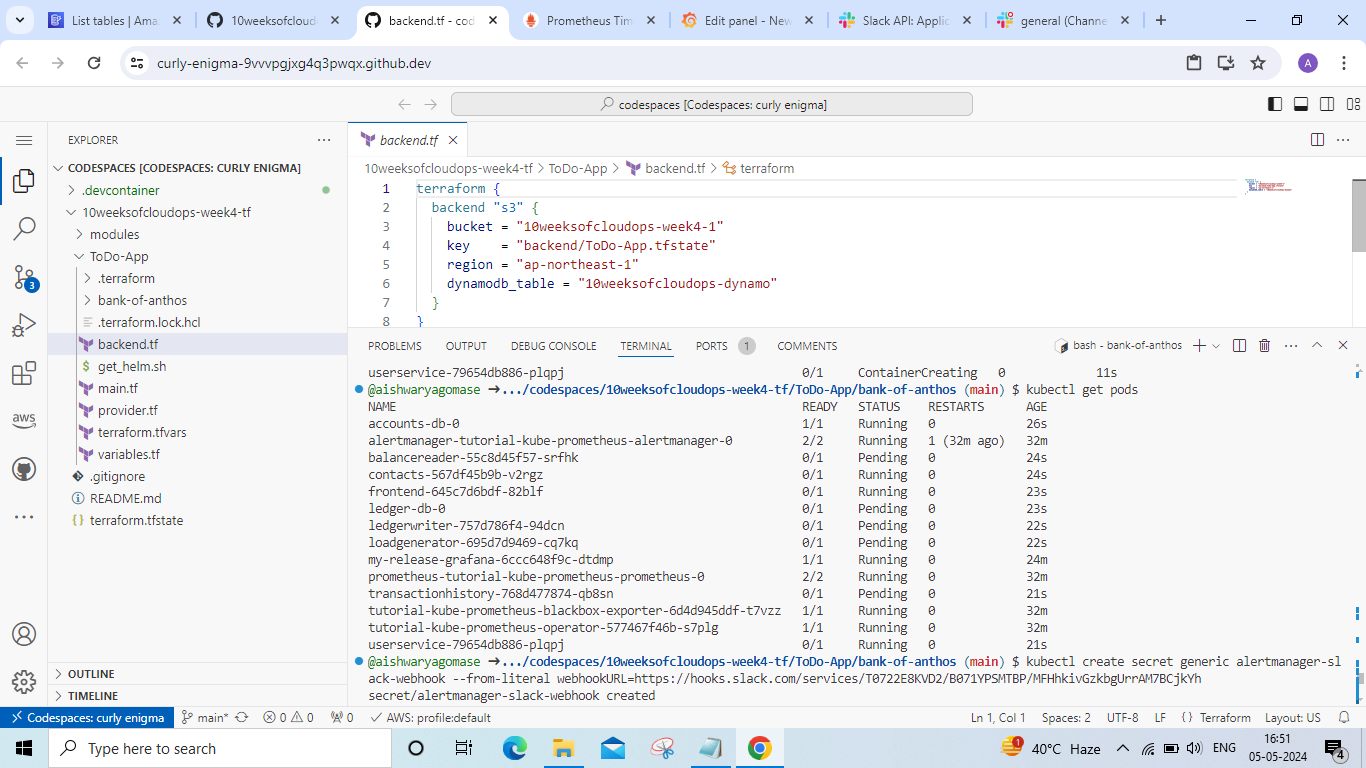 List tables | Ama
10weeksofcloud
backend.tf - cod
Prometheus Tim
Edit panel - New
Slack API: Applic
general (Channe
curly-enigma-9vvvpgjxg4q3pwqx.github.dev
A
codespaces [Codespaces: curly enigma]
EXPLORER
CODESPACES [CODESPACES: CURLY ENIGMA]
.devcontainer
10weeksofcloudops-week4-tf
modules
ToDo-App
.terraform
bank-of-anthos
.terraform.lock.hcl
backend.tf
get_helm.sh
main.tf
provider.tf
terraform.tfvars
variables.tf
.gitignore
README.md
terraform.tfstate
OUTLINE
TIMELINE
3
aws
backend.tf
10weeksofcloudops-week4-tf > ToDo-App > backend.tf > terraform
1 terraform {
2 backend "s3" {
3 bucket = "10weeksofcloudops-week4-1"
4 key = "backend/ToDo-App.tfstate"
5 region = "ap-northeast-1"
6 dynamodb_table = "10weeksofcloudops-dynamo"
7 }
8 }
PROBLEMS OUTPUT DEBUG CONSOLE TERMINAL PORTS 1 COMMENTS bash - bank-of-anthos
userservice-79654db886-plqpj 0/1 ContainerCreating 0 11s
@aishwaryagomase ➜.../codespaces/10weeksofcloudops-week4-tf/ToDo-App/bank-of-anthos (main) $ kubectl get pods
NAME READY STATUS RESTARTS AGE
accounts-db-0 1/1 Running 0 26s
alertmanager-tutorial-kube-prometheus-alertmanager-0 2/2 Running 1 (32m ago) 32m
balancereader-55c8d45f57-srfhk 0/1 Pending 0 24s
contacts-567df45b9b-v2rgz 0/1 Running 0 24s
frontend-645c7d6bdf-82blf 0/1 Running 0 23s
ledger-db-0 0/1 Pending 0 23s
ledgerwriter-757d786f4-94dcn 0/1 Pending 0 22s
loadgenerator-695d7d9469-cq7kq 0/1 Pending 0 22s
my-release-grafana-6ccc648f9c-dtdmp 1/1 Running 0 24m
prometheus-tutorial-kube-prometheus-prometheus-0 2/2 Running 0 32m
transactionhistory-768d477874-qb8sn 0/1 Pending 0 21s
tutorial-kube-prometheus-blackbox-exporter-6d4d945ddf-t7vzz 1/1 Running 0 32m
tutorial-kube-prometheus-operator-577467f46b-s7plg 1/1 Running 0 32m
userservice-79654db886-plqpj 0/1 Running 0 21s
@aishwaryagomase ➜.../codespaces/10weeksofcloudops-week4-tf/ToDo-App/bank-of-anthos (main) $ kubectl create secret generic alertmanager-sl
ack-webhook --from-literal webhookURL=https://hooks.slack.com/services/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
secret/alertmanager-slack-webhook created
Codespaces: curly enigma main* 0 0 0 AWS: profile:default Ln 1, Col 1 Spaces: 2 UTF-8 LF {} Terraform Layout: US
Type here to search
1
40°C Haze
ENG
16:51
05-05-2024
4